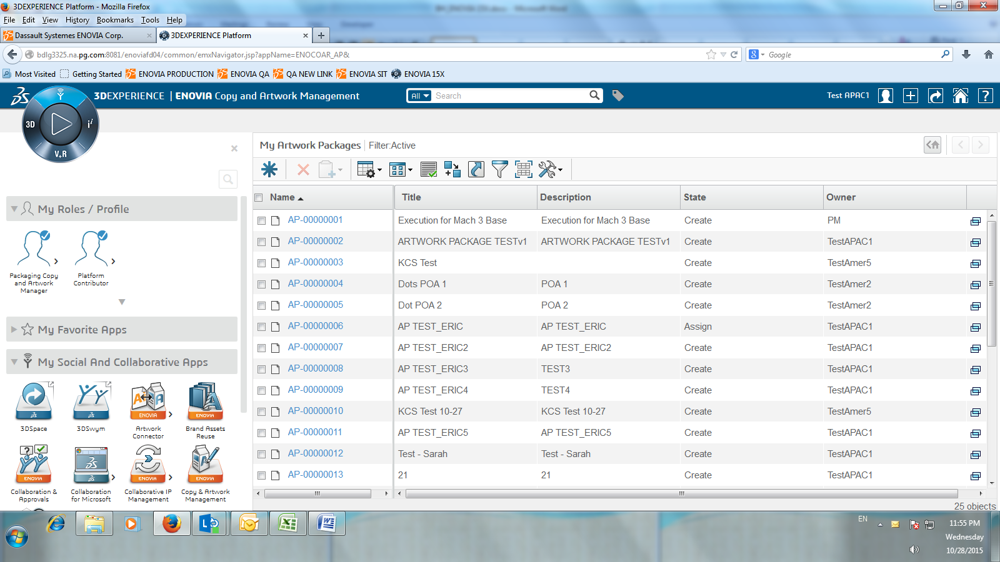 3DEXPERIENCE Platform - Mozilla Firefox
File Edit View History Bookmarks Tools Help
Dassault Systemes ENOVIA Corp.
3DEXPERIENCE Platform
bdlg3325.na.pg.com:8081/enoviafd04/common/emxNavigator.jsp?appName=ENOCOAR_AP&
Google
Most Visited Getting Started ENOVIA PRODUCTION ENOVIA QA QA NEW LINK ENOVIA SIT ENOVIA 15X
3DEXPERIENCE | ENOVIA Copy and Artwork Management
All Search
Test APAC1
3D
V+R
My Artwork Packages Filter:Active
My Roles / Profile
Packaging Copy and Artwork Manager
Platform Contributor
My Favorite Apps
My Social And Collaborative Apps
3DSpace
3DSwym
ENOVIA
Artwork Connector
ENOVIA
Brand Assets Reuse
ENOVIA
Collaboration & Approvals
Collaboration for Microsoft
ENOVIA
Collaborative IP Management
ENOVIA
Copy & Artwork Management
Name Title Description State Owner
AP-00000001 Execution for Mach 3 Base Execution for Mach 3 Base Create PM
AP-00000002 ARTWORK PACKAGE TESTv1 ARTWORK PACKAGE TESTv1 Create TestAPAC1
AP-00000003 KCS Test Create TestAmer5
AP-00000004 Dots POA 1 POA 1 Create TestAmer2
AP-00000005 Dot POA 2 POA 2 Create TestAmer2
AP-00000006 AP TEST_ERIC AP TEST_ERIC Assign TestAPAC1
AP-00000007 AP TEST_ERIC2 AP TEST_ERIC2 Create TestAPAC1
AP-00000008 AP TEST_ERIC3 TEST3 Create TestAPAC1
AP-00000009 AP TEST_ERIC4 TEST4 Create TestAPAC1
AP-00000010 KCS Test 10-27 KCS Test 10-27 Create TestAmer5
AP-00000011 AP TEST_ERIC5 AP TEST_ERIC5 Create TestAPAC1
AP-00000012 Test - Sarah Test - Sarah Create TestAPAC1
AP-00000013 21 21 Create TestAPAC1
25 objects
EN
11:55 PM
Wednesday
10/28/2015